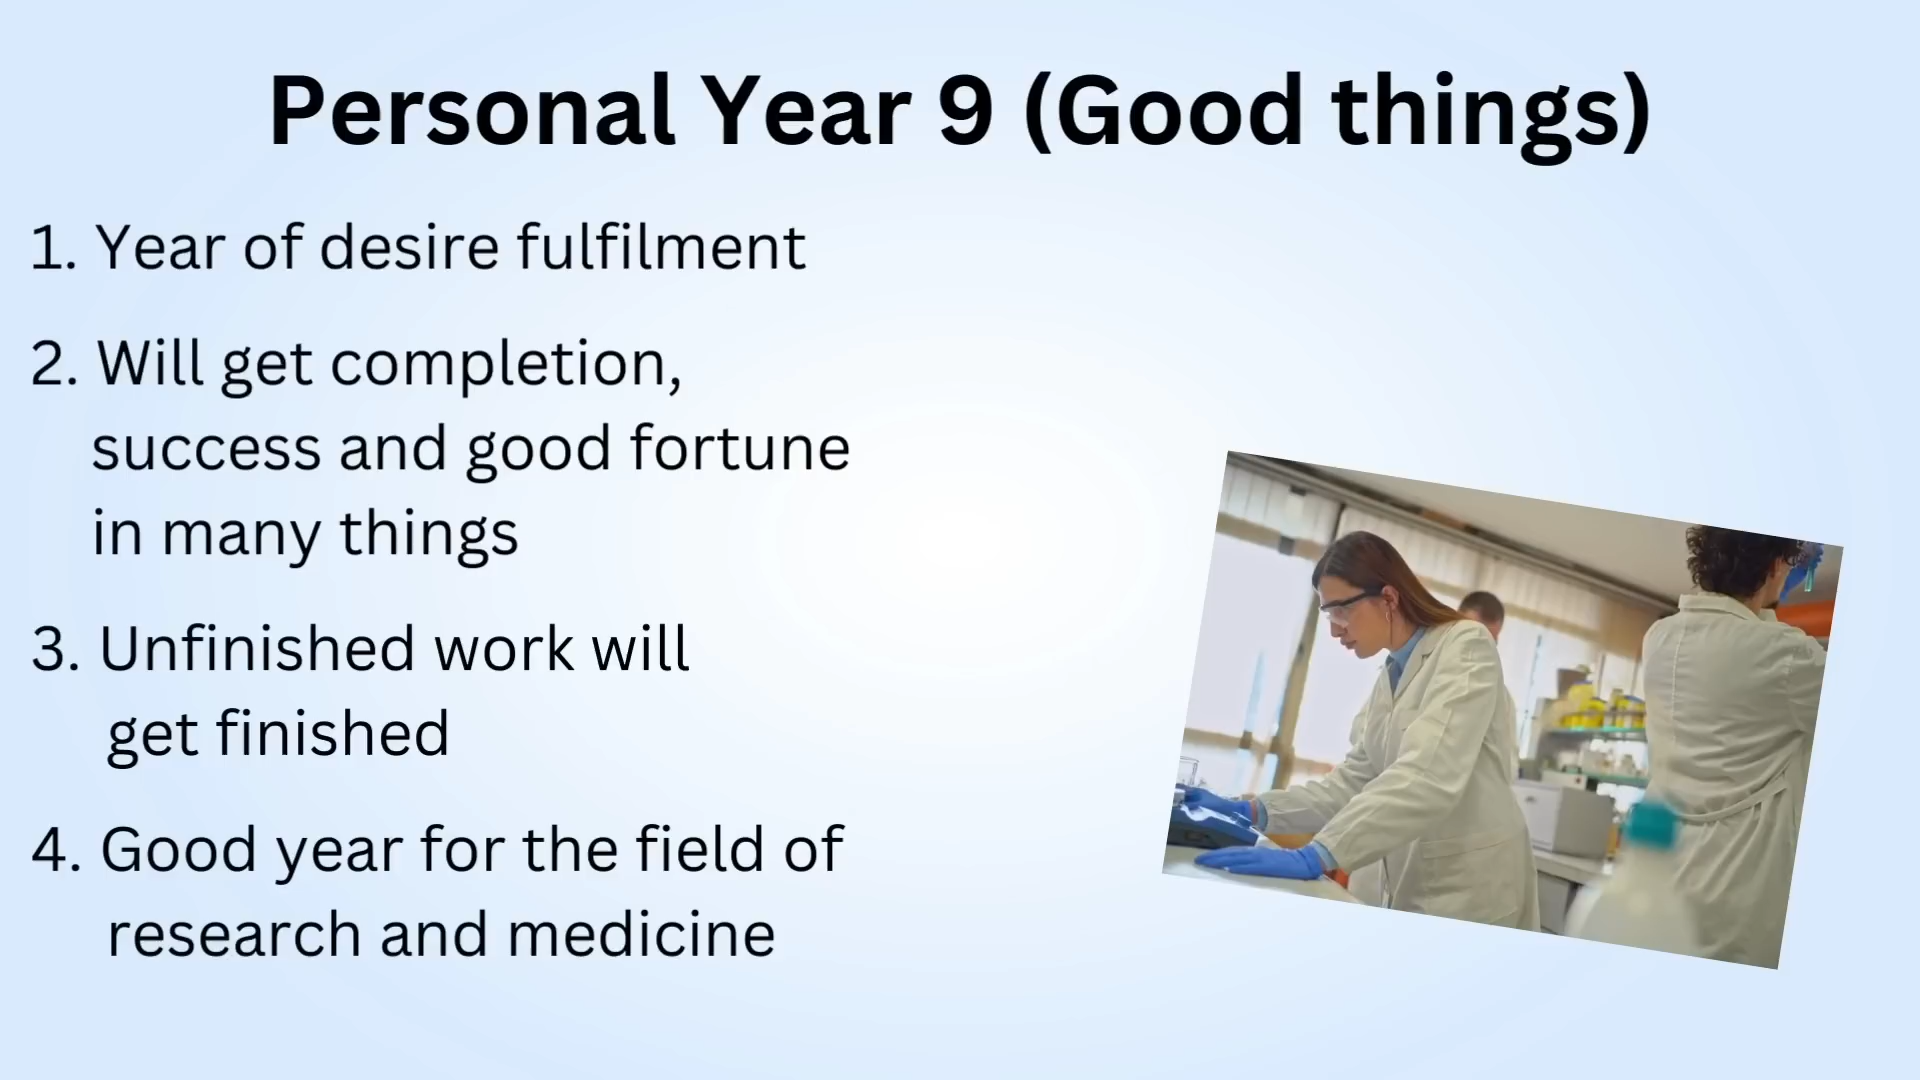 Personal Year 9 (Good things)
1. Year of desire fulfilment
2. Will get completion,
success and good fortune
in many things
3. Unfinished work will
get finished
4. Good year for the field of
research and medicine